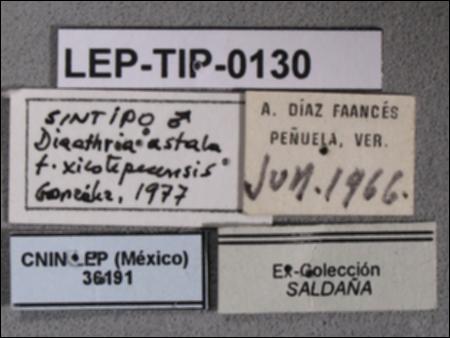 LEP-TIP-0130
SINTIPO ♂
Diaethria astala
f. xilotepecensis
González, 1977
A. DÍAZ FAANCÉS
PEÑUELA, VER.
JUN. 1966.
CNIN LEP (México)
36191
Ex-Colección
SALDAÑA